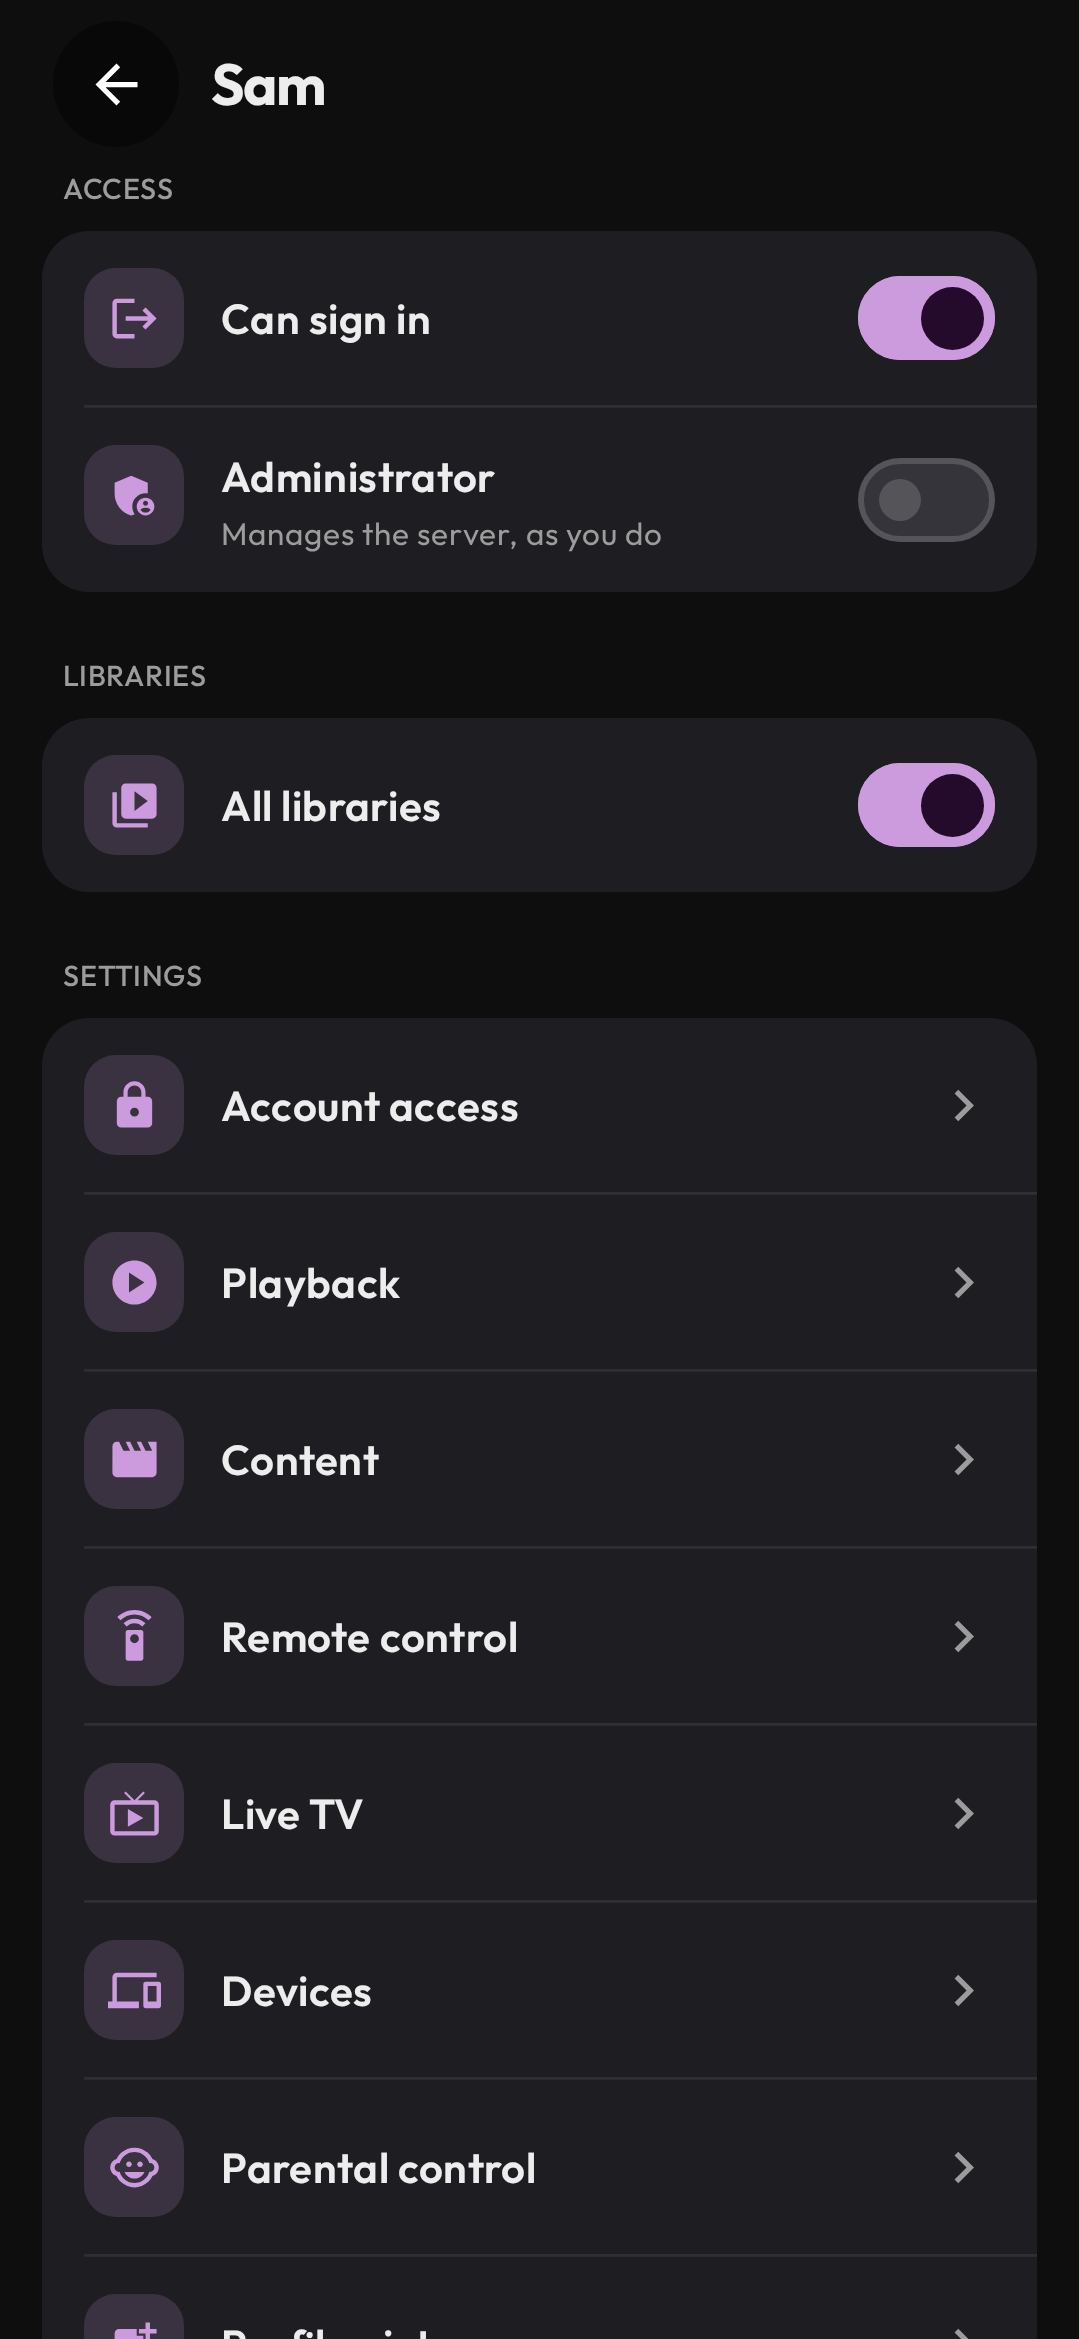 Sam
ACCESS
Can sign in
Administrator
Manages the server, as you do
LIBRARIES
All libraries
SETTINGS
Account access
Playback
Content
Remote control
Live TV
Devices
Parental control